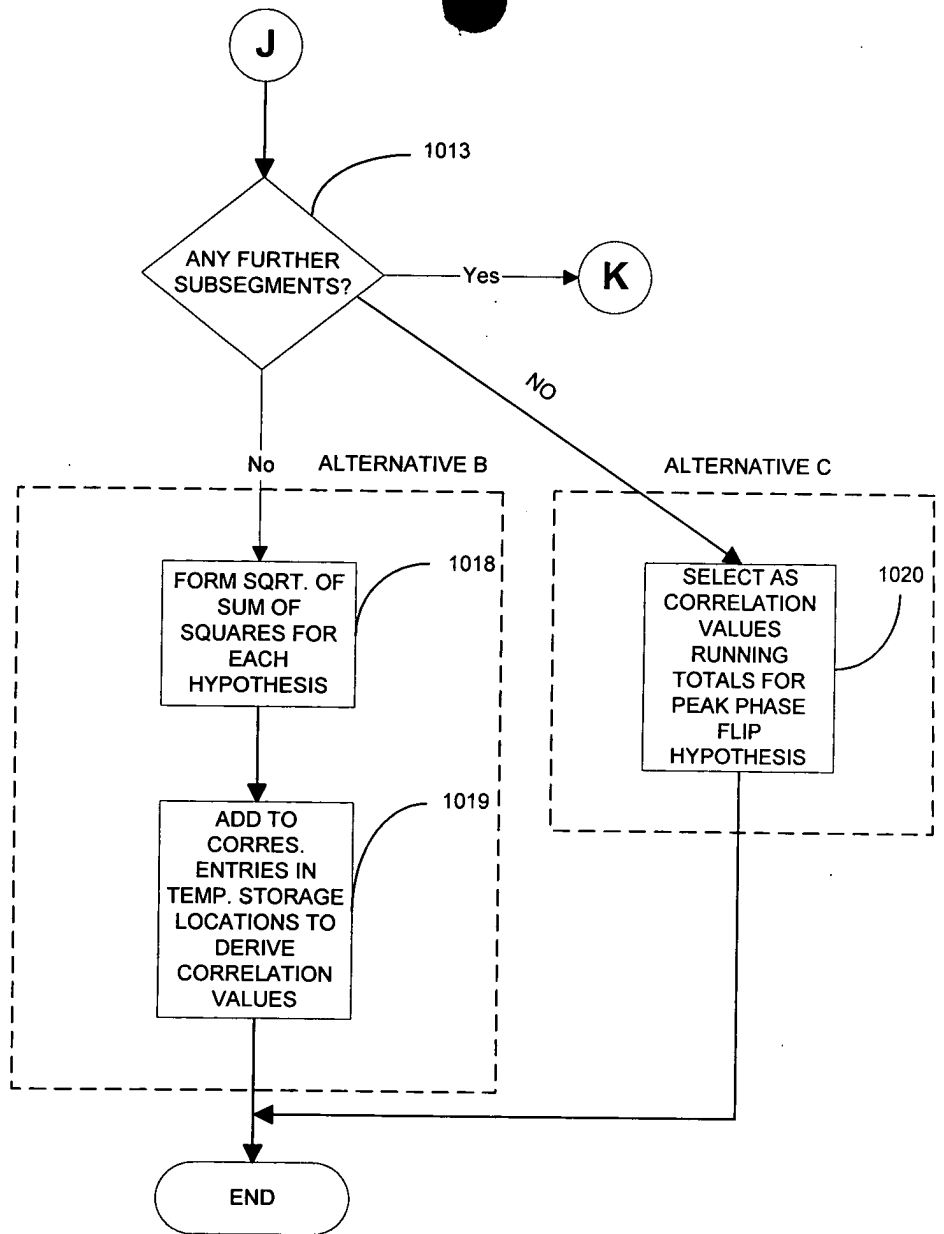 J
1013
ANY FURTHER
SUBSEGMENTS?
Yes
K
NO
No
ALTERNATIVE B
ALTERNATIVE C
FORM SQRT. OF
SUM OF
SQUARES FOR
EACH
HYPOTHESIS
1018
SELECT AS
CORRELATION
VALUES
RUNNING
TOTALS FOR
PEAK PHASE
FLIP
HYPOTHESIS
1020
ADD TO
CORRES.
ENTRIES IN
TEMP. STORAGE
LOCATIONS TO
DERIVE
CORRELATION
VALUES
1019
END